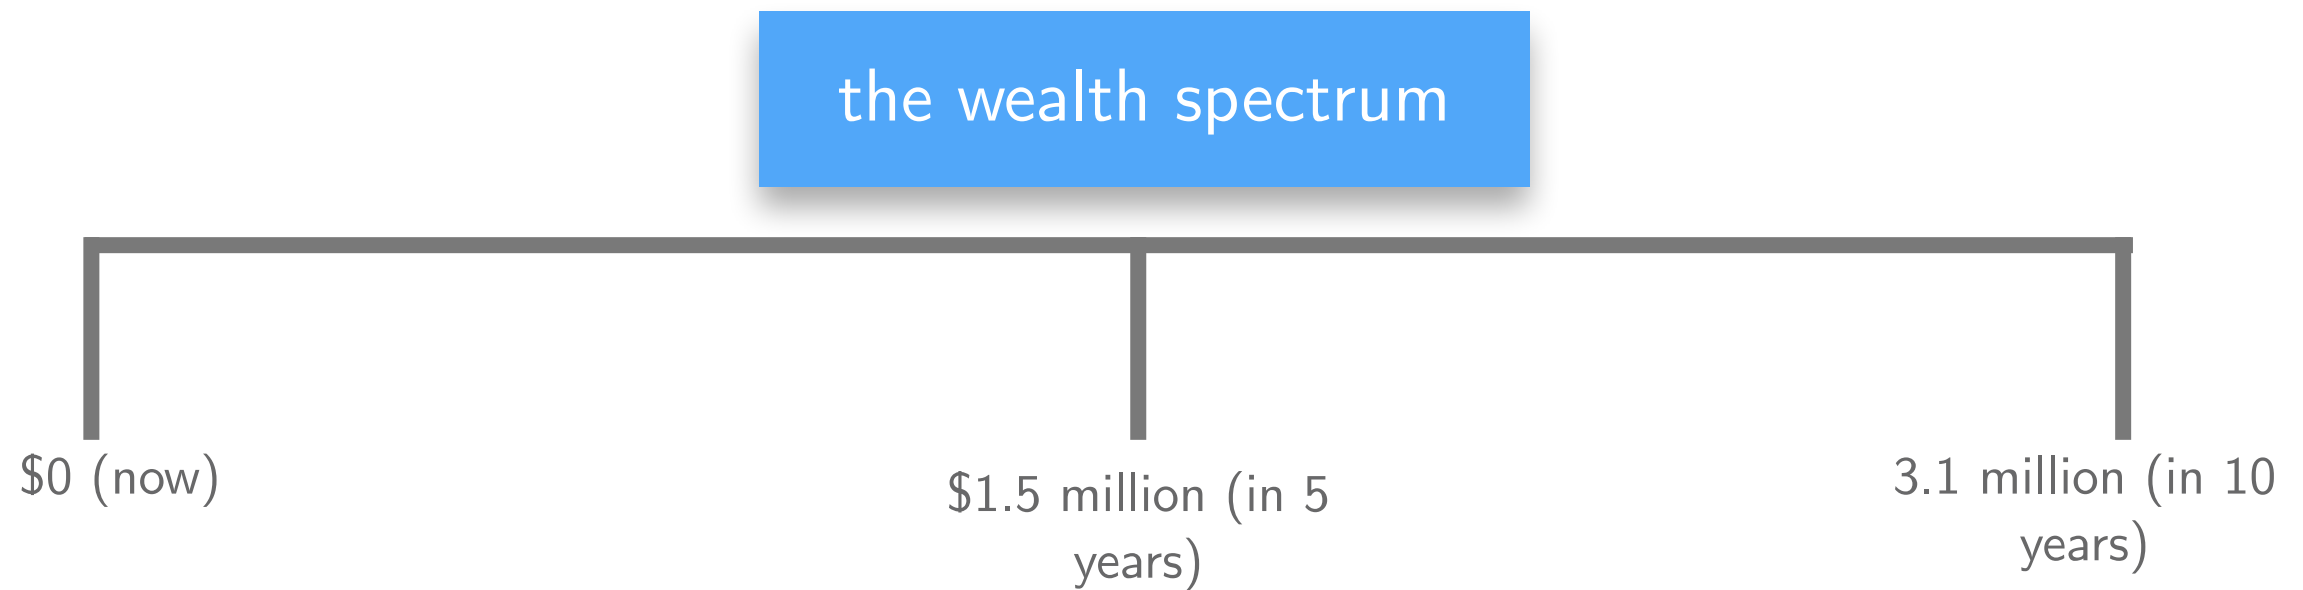 the wealth spectrum
$0 (now)
$1.5 million (in 5
years)
3.1 million (in 10
years)